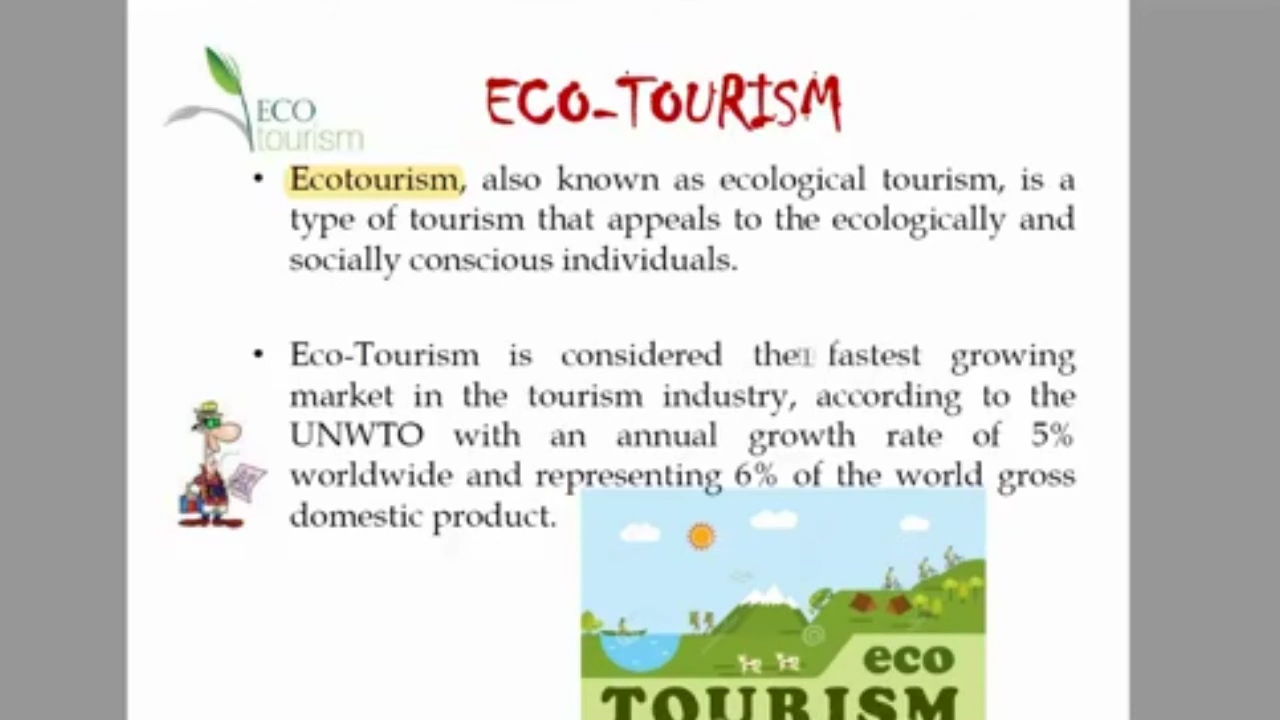 ECO
tourism
ECO-TOURISM
• Ecotourism, also known as ecological tourism, is a
type of tourism that appeals to the ecologically and
socially conscious individuals.
• Eco-Tourism is considered the fastest growing
market in the tourism industry, according to the
UNWTO with an annual growth rate of 5%
worldwide and representing 6% of the world gross
domestic product.
eco
TOURISM